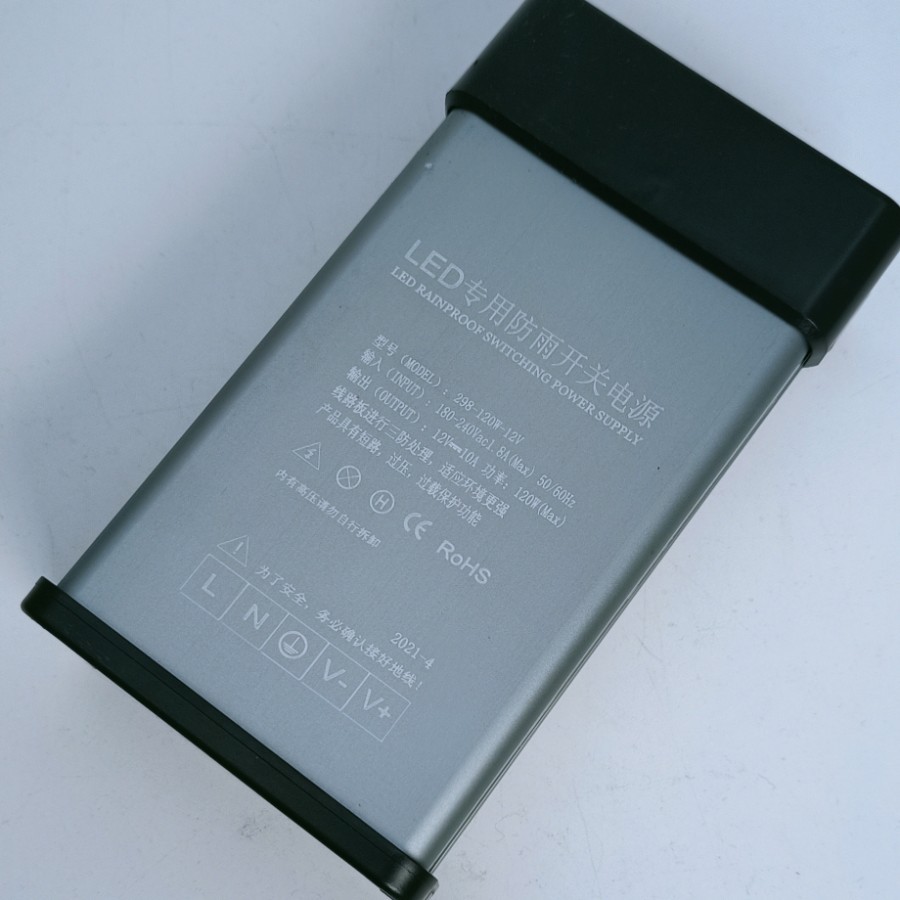 LED专用防雨开关电源
LED RAINPROOF SWITCHING POWER SUPPLY
型号（MODEL）：298-120W-12V
输入（INPUT）：180-240Vac1.8A(Max) 50/60Hz
输出（OUTPUT）：12V⎓10A 功率：120W(Max)
线路板进行三防处理，适应环境更强
产品具有短路，过压，过载保护功能
H CE RoHS
内有高压请勿自行拆卸
2021-4
为了安全，务必确认接好地线！
L N V- V+